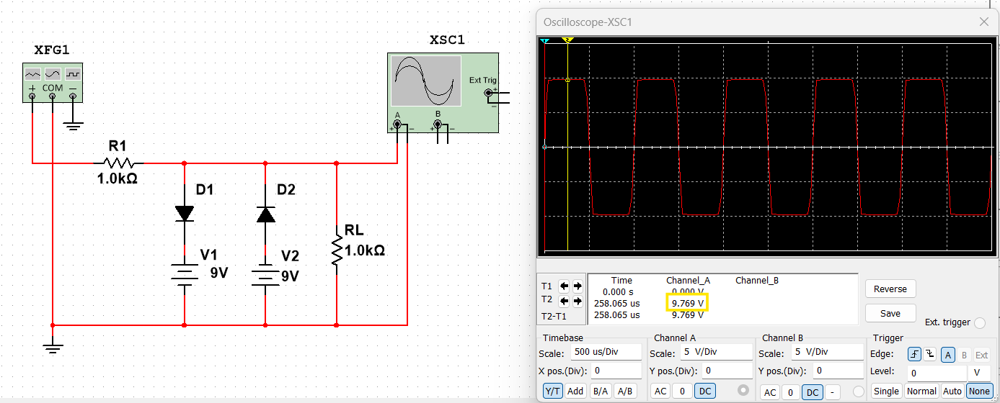 XFG1
+ COM −
XSC1
Ext Trig
+
−
A
B
+ − + −
R1
1.0kΩ
D1
D2
V1
9V
V2
9V
RL
1.0kΩ
Oscilloscope-XSC1
1 2
Time Channel_A Channel_B
T1 0.000 s 0.000 V
T2 258.065 us 9.769 V
T2-T1 258.065 us 9.769 V
Reverse
Save
Ext. trigger
Timebase
Scale: 500 us/Div
X pos.(Div): 0
Y/T Add B/A A/B
Channel A
Scale: 5 V/Div
Y pos.(Div): 0
AC 0 DC
Channel B
Scale: 5 V/Div
Y pos.(Div): 0
AC 0 DC -
Trigger
Edge: A B Ext
Level: 0 V
Single Normal Auto None